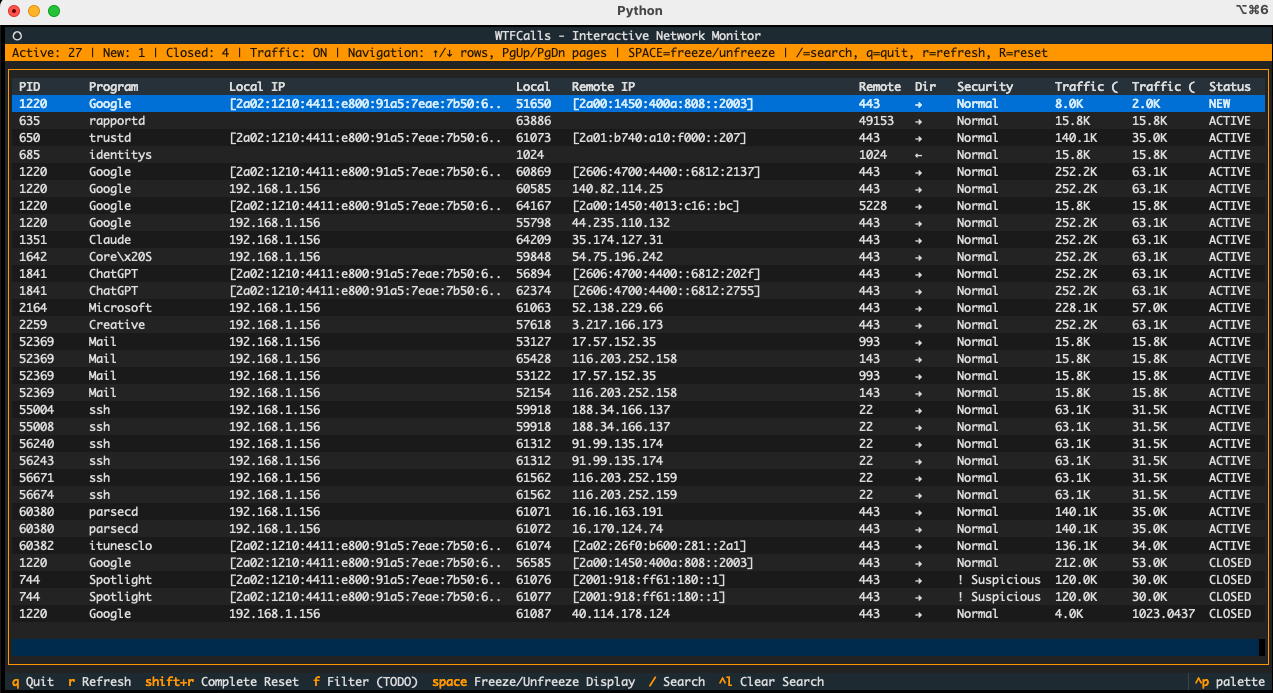 Python
⌥⌘6
WTFCalls - Interactive Network Monitor
Active: 27 | New: 1 | Closed: 4 | Traffic: ON | Navigation: ↑/↓ rows, PgUp/PgDn pages | SPACE=freeze/unfreeze | /=search, q=quit, r=refresh, R=reset
PID Program Local IP Local Remote IP Remote Dir Security Traffic ( Traffic ( Status
1220 Google [2a02:1210:4411:e800:91a5:7eae:7b50:6.. 51650 [2a00:1450:400a:808::2003] 443 → Normal 8.0K 2.0K NEW
635 rapportd 63886 49153 → Normal 15.8K 15.8K ACTIVE
650 trustd [2a02:1210:4411:e800:91a5:7eae:7b50:6.. 61073 [2a01:b740:a10:f000::207] 443 → Normal 140.1K 35.0K ACTIVE
685 identitys 1024 1024 ← Normal 15.8K 15.8K ACTIVE
1220 Google [2a02:1210:4411:e800:91a5:7eae:7b50:6.. 60869 [2606:4700:4400::6812:2137] 443 → Normal 252.2K 63.1K ACTIVE
1220 Google 192.168.1.156 60585 140.82.114.25 443 → Normal 252.2K 63.1K ACTIVE
1220 Google [2a02:1210:4411:e800:91a5:7eae:7b50:6.. 64167 [2a00:1450:4013:c16::bc] 5228 → Normal 15.8K 15.8K ACTIVE
1220 Google 192.168.1.156 55798 44.235.110.132 443 → Normal 252.2K 63.1K ACTIVE
1351 Claude 192.168.1.156 64209 35.174.127.31 443 → Normal 252.2K 63.1K ACTIVE
1642 Core\x20S 192.168.1.156 59848 54.75.196.242 443 → Normal 252.2K 63.1K ACTIVE
1841 ChatGPT [2a02:1210:4411:e800:91a5:7eae:7b50:6.. 56894 [2606:4700:4400::6812:202f] 443 → Normal 252.2K 63.1K ACTIVE
1841 ChatGPT [2a02:1210:4411:e800:91a5:7eae:7b50:6.. 62374 [2606:4700:4400::6812:2755] 443 → Normal 252.2K 63.1K ACTIVE
2164 Microsoft 192.168.1.156 61063 52.138.229.66 443 → Normal 228.1K 57.0K ACTIVE
2259 Creative 192.168.1.156 57618 3.217.166.173 443 → Normal 252.2K 63.1K ACTIVE
52369 Mail 192.168.1.156 53127 17.57.152.35 993 → Normal 15.8K 15.8K ACTIVE
52369 Mail 192.168.1.156 65428 116.203.252.158 143 → Normal 15.8K 15.8K ACTIVE
52369 Mail 192.168.1.156 53122 17.57.152.35 993 → Normal 15.8K 15.8K ACTIVE
52369 Mail 192.168.1.156 52154 116.203.252.158 143 → Normal 15.8K 15.8K ACTIVE
55004 ssh 192.168.1.156 59918 188.34.166.137 22 → Normal 63.1K 31.5K ACTIVE
55008 ssh 192.168.1.156 59918 188.34.166.137 22 → Normal 63.1K 31.5K ACTIVE
56240 ssh 192.168.1.156 61312 91.99.135.174 22 → Normal 63.1K 31.5K ACTIVE
56243 ssh 192.168.1.156 61312 91.99.135.174 22 → Normal 63.1K 31.5K ACTIVE
56671 ssh 192.168.1.156 61562 116.203.252.159 22 → Normal 63.1K 31.5K ACTIVE
56674 ssh 192.168.1.156 61562 116.203.252.159 22 → Normal 63.1K 31.5K ACTIVE
60380 parsecd 192.168.1.156 61071 16.16.163.191 443 → Normal 140.1K 35.0K ACTIVE
60380 parsecd 192.168.1.156 61072 16.170.124.74 443 → Normal 140.1K 35.0K ACTIVE
60382 itunesclo [2a02:1210:4411:e800:91a5:7eae:7b50:6.. 61074 [2a02:26f0:b600:281::2a1] 443 → Normal 136.1K 34.0K ACTIVE
1220 Google [2a02:1210:4411:e800:91a5:7eae:7b50:6.. 56585 [2a00:1450:400a:808::2003] 443 → Normal 212.0K 53.0K CLOSED
744 Spotlight [2a02:1210:4411:e800:91a5:7eae:7b50:6.. 61076 [2001:918:ff61:180::1] 443 → ! Suspicious 120.0K 30.0K CLOSED
744 Spotlight [2a02:1210:4411:e800:91a5:7eae:7b50:6.. 61077 [2001:918:ff61:180::1] 443 → ! Suspicious 120.0K 30.0K CLOSED
1220 Google 192.168.1.156 61087 40.114.178.124 443 → Normal 4.0K 1023.0437 CLOSED
q Quit r Refresh shift+r Complete Reset f Filter (TODO) space Freeze/Unfreeze Display / Search ^l Clear Search ^p palette